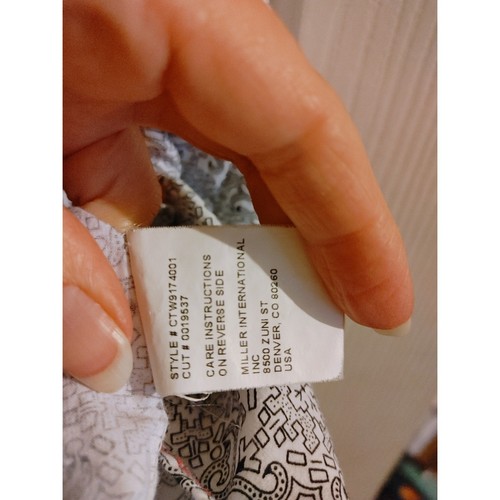 STYLE # CTW9174001
CUT # 0019537
CARE INSTRUCTIONS
ON REVERSE SIDE
MILLER INTERNATIONAL
INC
8500 ZUNI ST
DENVER, CO 80260
USA